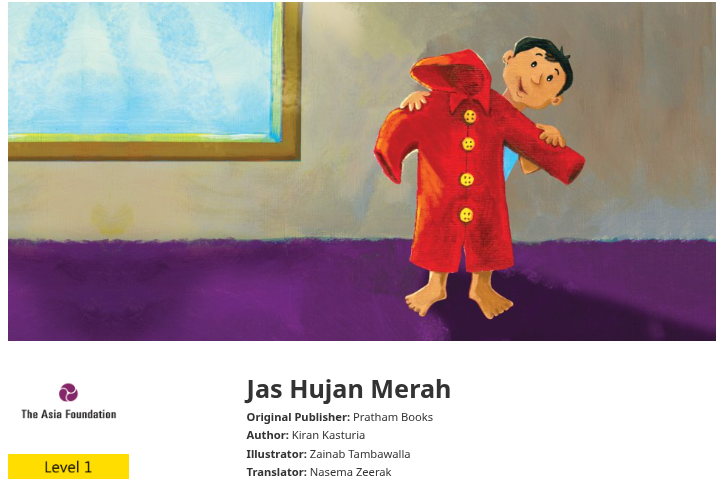 Jas Hujan Merah
Original Publisher: Pratham Books
Author: Kiran Kasturia
Illustrator: Zainab Tambawalla
Translator: Nasema Zeerak
The Asia Foundation
Level 1